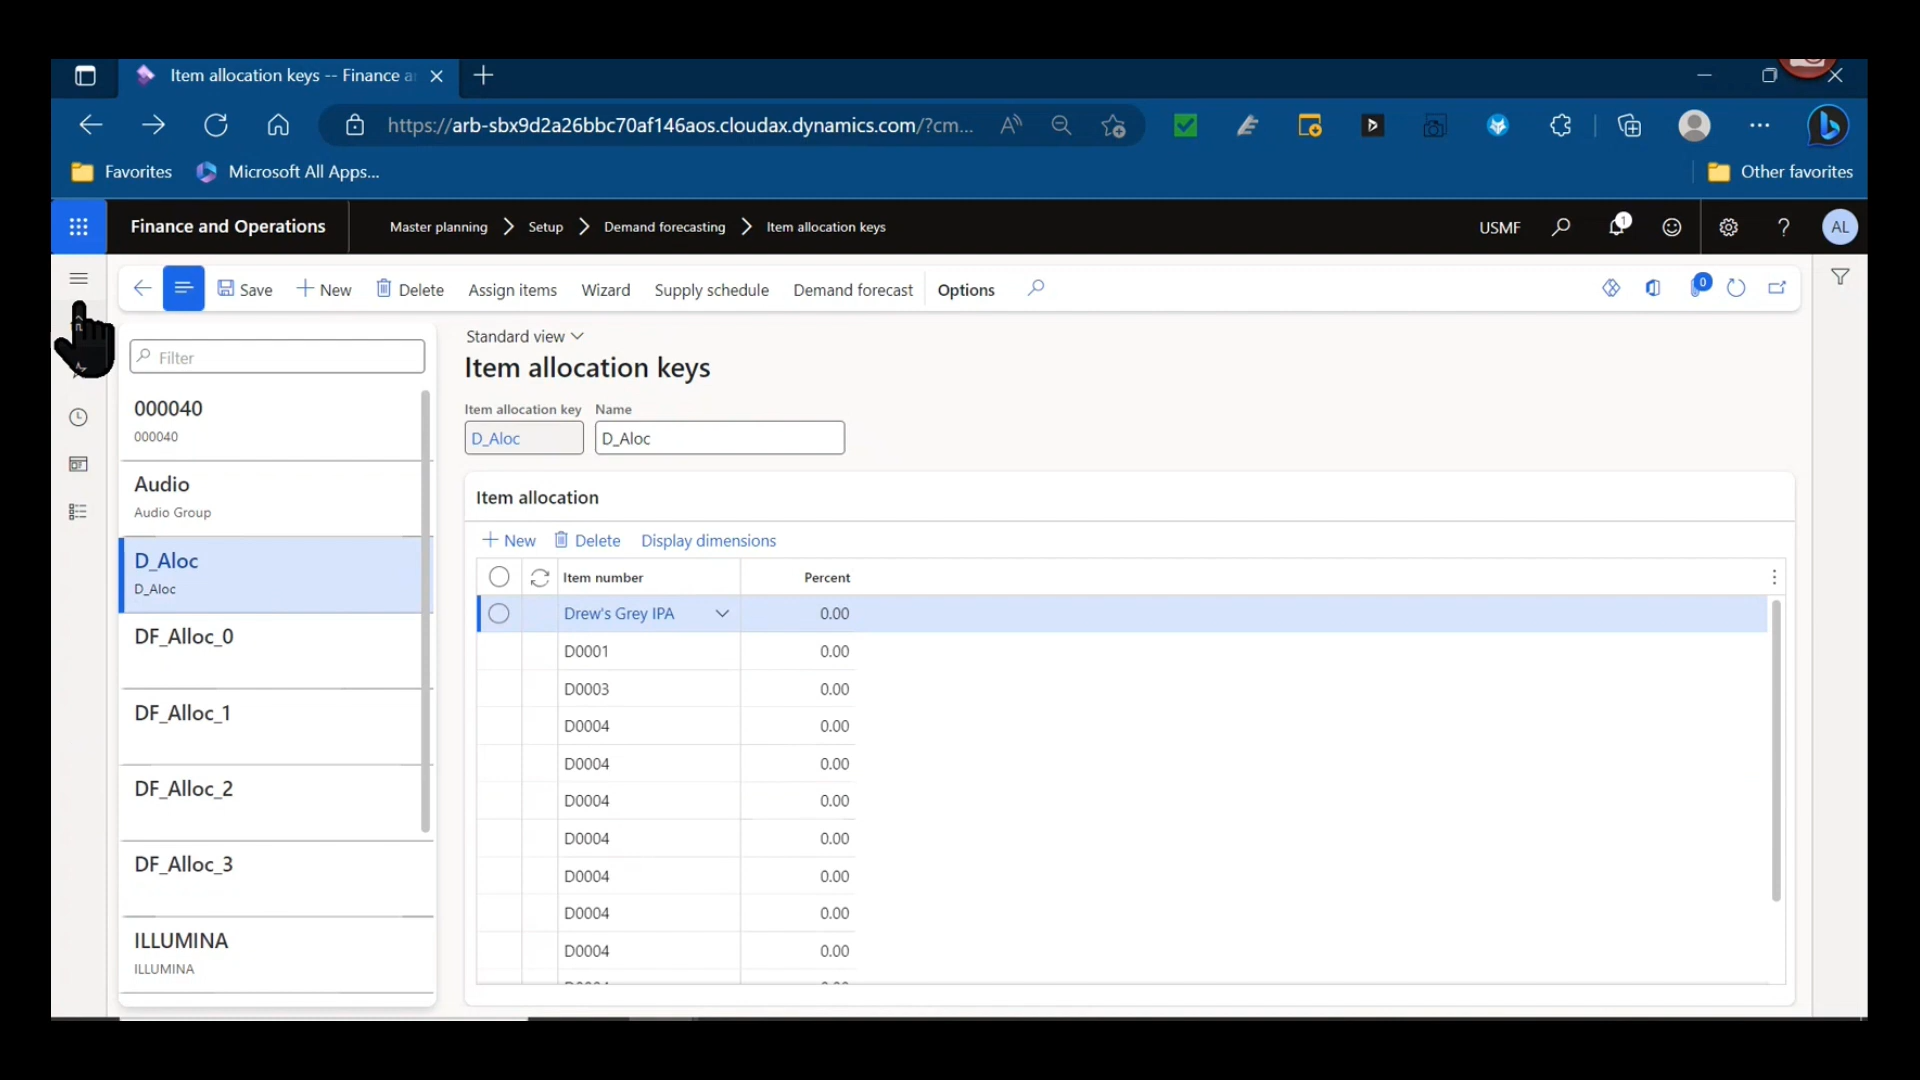 Item allocation keys -- Finance a
https://arb-sbx9d2a26bbc70af146aos.cloudax.dynamics.com/?cm...
Favorites
Microsoft All Apps...
Other favorites
Finance and Operations
Master planning
Setup
Demand forecasting
Item allocation keys
USMF
1
?
AL
Save
New
Delete
Assign items
Wizard
Supply schedule
Demand forecast
Options
0
Filter
000040
000040
Audio
Audio Group
D_Aloc
D_Aloc
DF_Alloc_0
DF_Alloc_1
DF_Alloc_2
DF_Alloc_3
ILLUMINA
ILLUMINA
Standard view
Item allocation keys
Item allocation key Name
D_Aloc D_Aloc
Item allocation
New Delete Display dimensions
Item number Percent
Drew's Grey IPA 0.00
D0001 0.00
D0003 0.00
D0004 0.00
D0004 0.00
D0004 0.00
D0004 0.00
D0004 0.00
D0004 0.00
D0004 0.00